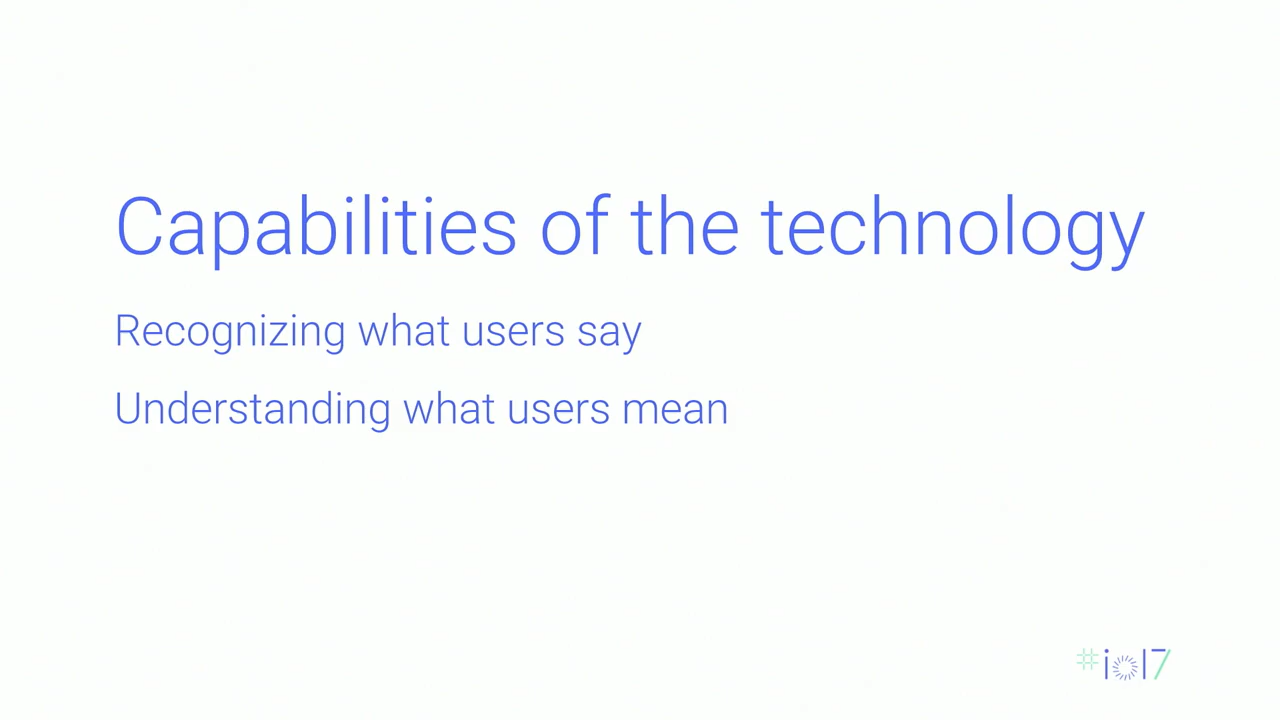 Capabilities of the technology
Recognizing what users say
Understanding what users mean
#io17